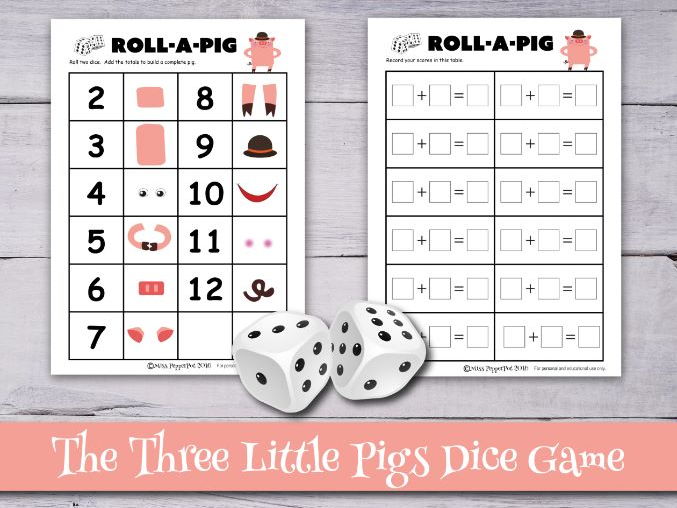 ROLL-A-PIG
Roll two dice. Add the totals to build a complete pig.
2 8
3 9
4 10
5 11
6 12
7
©Miss PepperPot 2016
ROLL-A-PIG
Record your scores in this table.
+ = + =
+ = + =
+ = + =
+ = + =
+ = + =
+ = + =
©Miss PepperPot 2016 For personal and educational use only.
The Three Little Pigs Dice Game